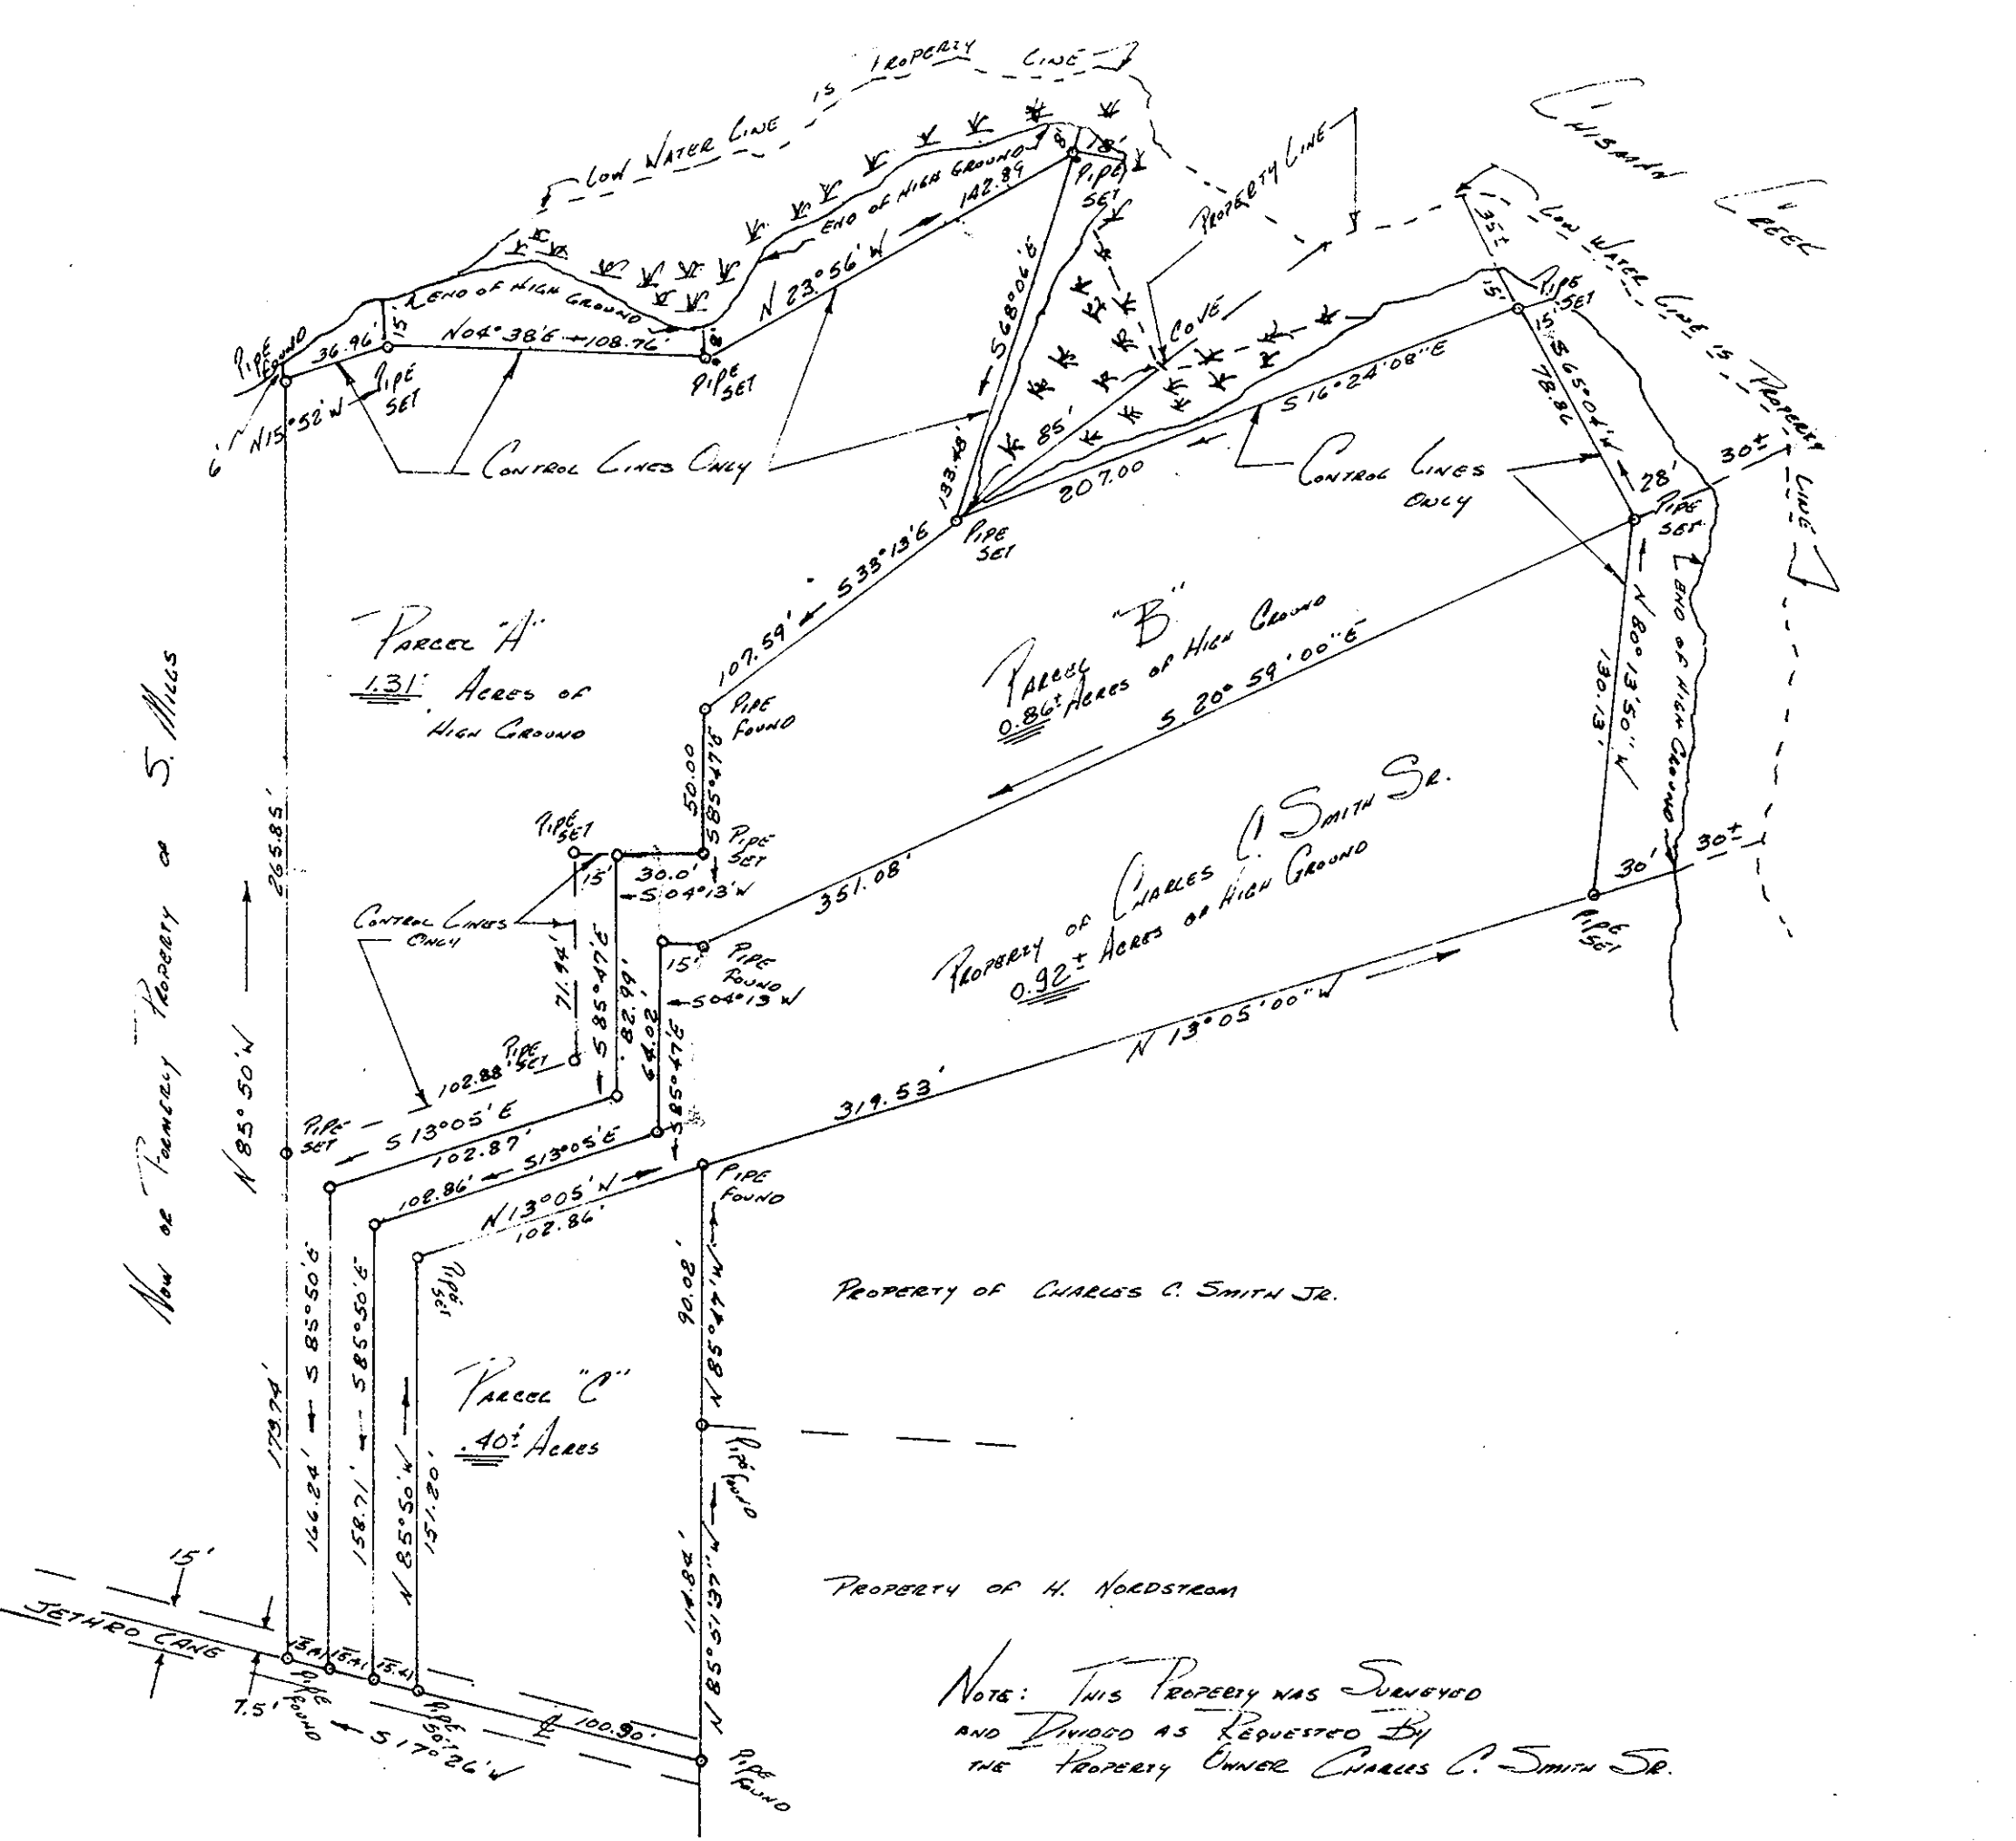 LOW WATER LINE IS PROPERTY LINE
CHISMAN CREEK
PROPERTY LINE
LOW WATER LINE IS PROPERTY LINE
END OF HIGH GROUND
END OF HIGH GROUND
8'
18'
PIPE SET
N 23°56'W
142.89
35±
15'
PIPE SET
15'
PIPE FOUND
36.96'
15'
N04°38'E 108.76'
8'
PIPE SET
PIPE SET
N15°52'W
6'
CONTROL LINES ONLY
S68°06'E
133.48'
COVE
85'
S 16°24'08"E
207.00
S65°04'W
78.86
CONTROL LINES ONLY
28'
30±
PIPE SET
PIPE SET
S33°13'E
107.59'
PARCEL "A"
1.31± ACRES OF
HIGH GROUND
PARCEL "B"
0.86± ACRES OF HIGH GROUND
S. 20° 59' 00" E
351.08'
N 80°13'50" W
130.13'
END OF HIGH GROUND
PIPE FOUND
50.00
S85°47'E
PIPE SET
PIPE SET
15'
30.0'
S04°13'W
CONTROL LINES ONLY
71.94'
S85°47'E
82.99'
15'
PIPE FOUND
S04°13'W
64.02'
S85°47'E
PROPERTY OF CHARLES C. SMITH SR.
0.92± ACRES OF HIGH GROUND
30'
30±
PIPE SET
N 13°05'00"W
319.53'
NOW OR FORMERLY PROPERTY OF S. MILLS
N 85°50'W
265.85'
PIPE SET
102.88'
PIPE SET
S 13°05'E
102.87'
S13°05'E
102.86'
N13°05'W
102.86'
PIPE FOUND
PIPE SET
179.74'
166.24'
S 85°50'E
158.71'
S85°50'E
N 85°50'W
151.20'
PARCEL "C"
.40± ACRES
90.08'
N 85°47'W
PIPE FOUND
PROPERTY OF CHARLES C. SMITH JR.
114.84'
N 85°51'37"W
PROPERTY OF H. NORDSTROM
15'
JETHRO LANE
7.5'
15.41
15.41
15.41
PIPE FOUND
PIPE SET
S 17°26'W
℄
100.90'
PIPE FOUND
NOTE: THIS PROPERTY WAS SURVEYED
AND DIVIDED AS REQUESTED BY
THE PROPERTY OWNER CHARLES C. SMITH SR.